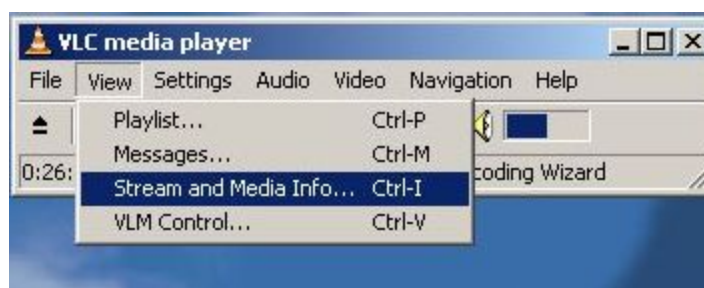 VLC media player
File View Settings Audio Video Navigation Help
Playlist... Ctrl-P
Messages... Ctrl-M
0:26: Wizard
Stream and Media Info... Ctrl-I
VLM Control... Ctrl-V